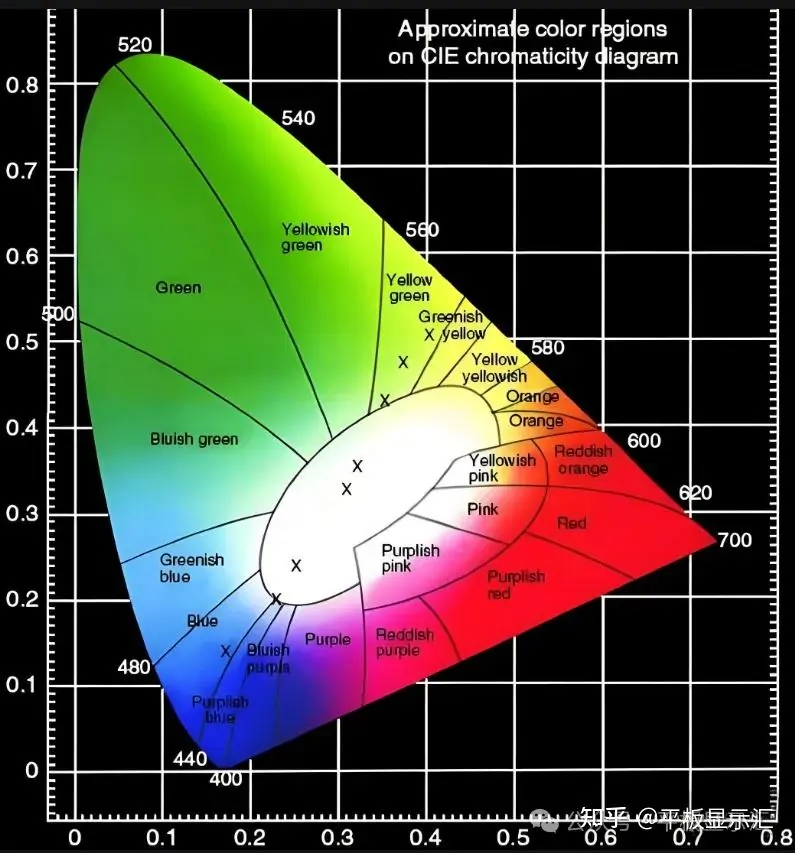 Approximate color regions
on CIE chromaticity diagram
520
540
560
580
600
620
700
500
480
440
400
0.8
0.7
0.6
0.5
0.4
0.3
0.2
0.1
0
Yellowish
green
Green
Yellow
green
Greenish
yellow
Yellow
yellowish
Orange
Orange
Bluish green
Yellowish
pink
Reddish
orange
Pink
Red
Purplish
pink
Greenish
blue
Purplish
red
Blue
Bluish
purple
Purple
Reddish
purple
Purplish
blue
X
X
X
X
X
X
X
X
0
0.1
0.2
0.3
0.4
0.5
0.6
0.7
0.8
知乎 @平板显示汇